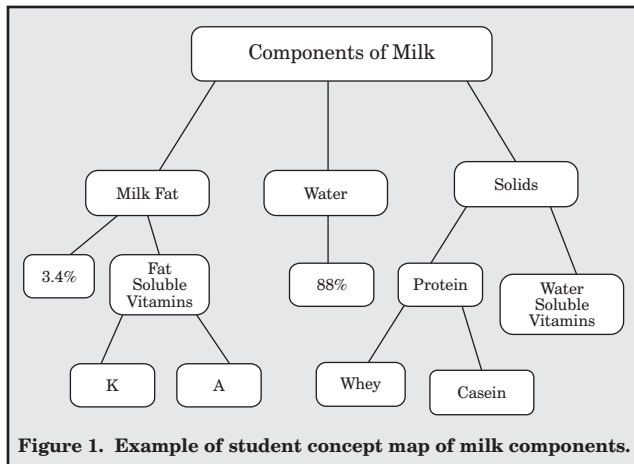 Components of Milk
Milk Fat
Water
Solids
3.4%
Fat
Soluble
Vitamins
88%
Protein
Water
Soluble
Vitamins
K
A
Whey
Casein
Figure 1. Example of student concept map of milk components.